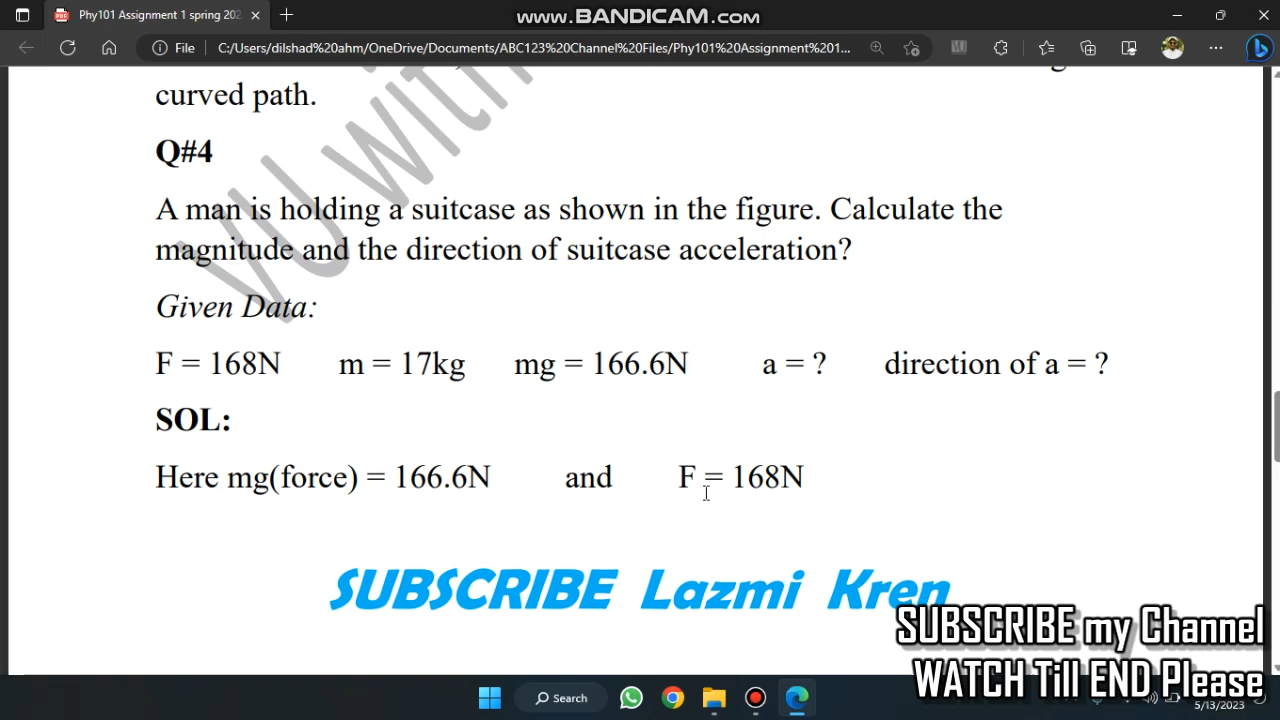 www.BANDICAM.com
Phy101 Assignment 1 spring 202
File C:/Users/dilshad%20ahm/OneDrive/Documents/ABC123%20Channel%20Files/Phy101%20Assignment%201...
curved path.
Q#4
A man is holding a suitcase as shown in the figure. Calculate the
magnitude and the direction of suitcase acceleration?
Given Data:
F = 168N m = 17kg mg = 166.6N a = ? direction of a = ?
SOL:
Here mg(force) = 166.6N and F = 168N
VU with
SUBSCRIBE Lazmi Kren
SUBSCRIBE my Channel
WATCH Till END Please
Search
5/13/2023